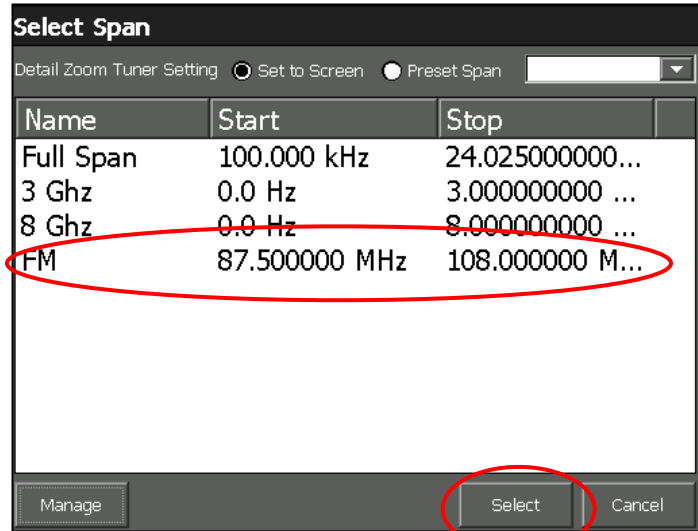 Select Span
Detail Zoom Tuner Setting Set to Screen Preset Span
Name Start Stop
Full Span 100.000 kHz 24.025000000...
3 Ghz 0.0 Hz 3.000000000 ...
8 Ghz 0.0 Hz 8.000000000 ...
FM 87.500000 MHz 108.000000 M...
Manage Select Cancel